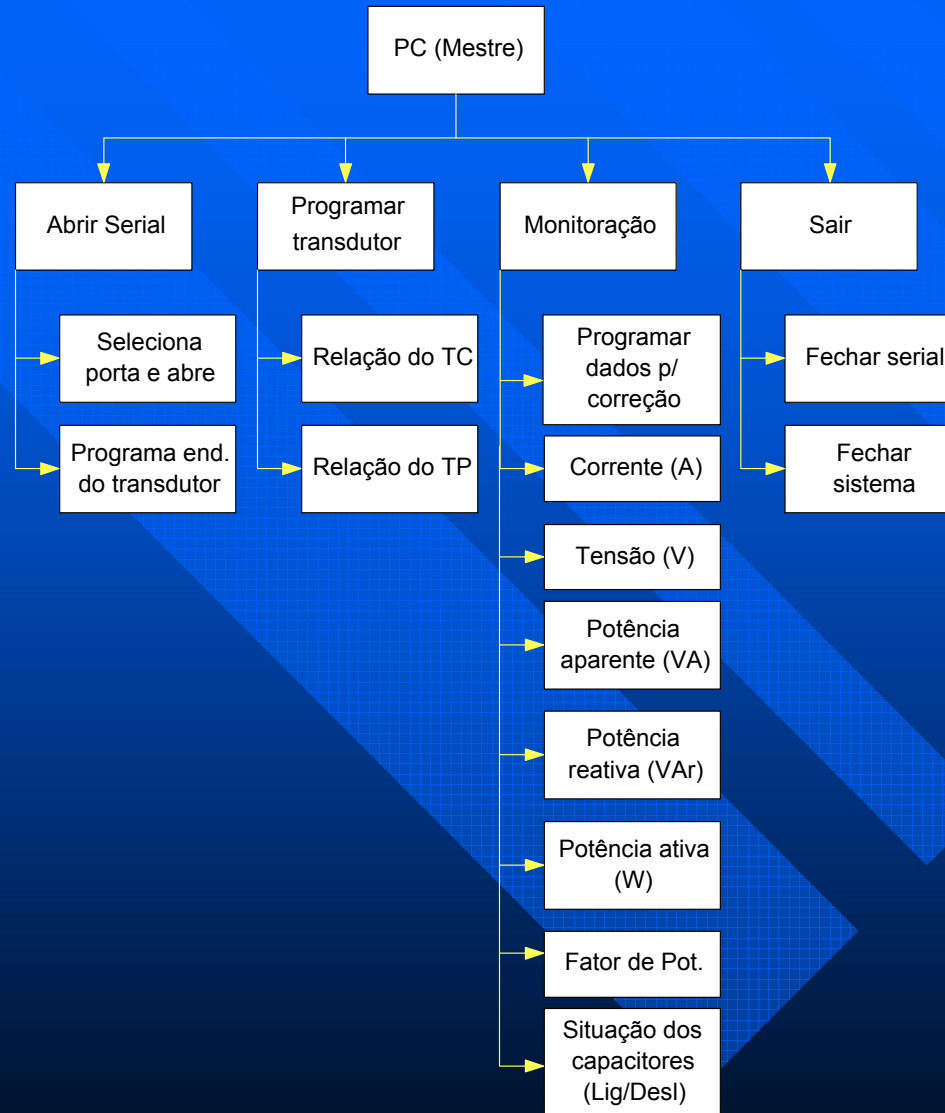 PC (Mestre)
Abrir Serial
Programar
transdutor
Monitoração
Sair
Seleciona
porta e abre
Programa end.
do transdutor
Relação do TC
Relação do TP
Programar
dados p/
correção
Corrente (A)
Tensão (V)
Potência
aparente (VA)
Potência
reativa (VAr)
Potência ativa
(W)
Fator de Pot.
Situação dos
capacitores
(Lig/Desl)
Fechar serial
Fechar
sistema